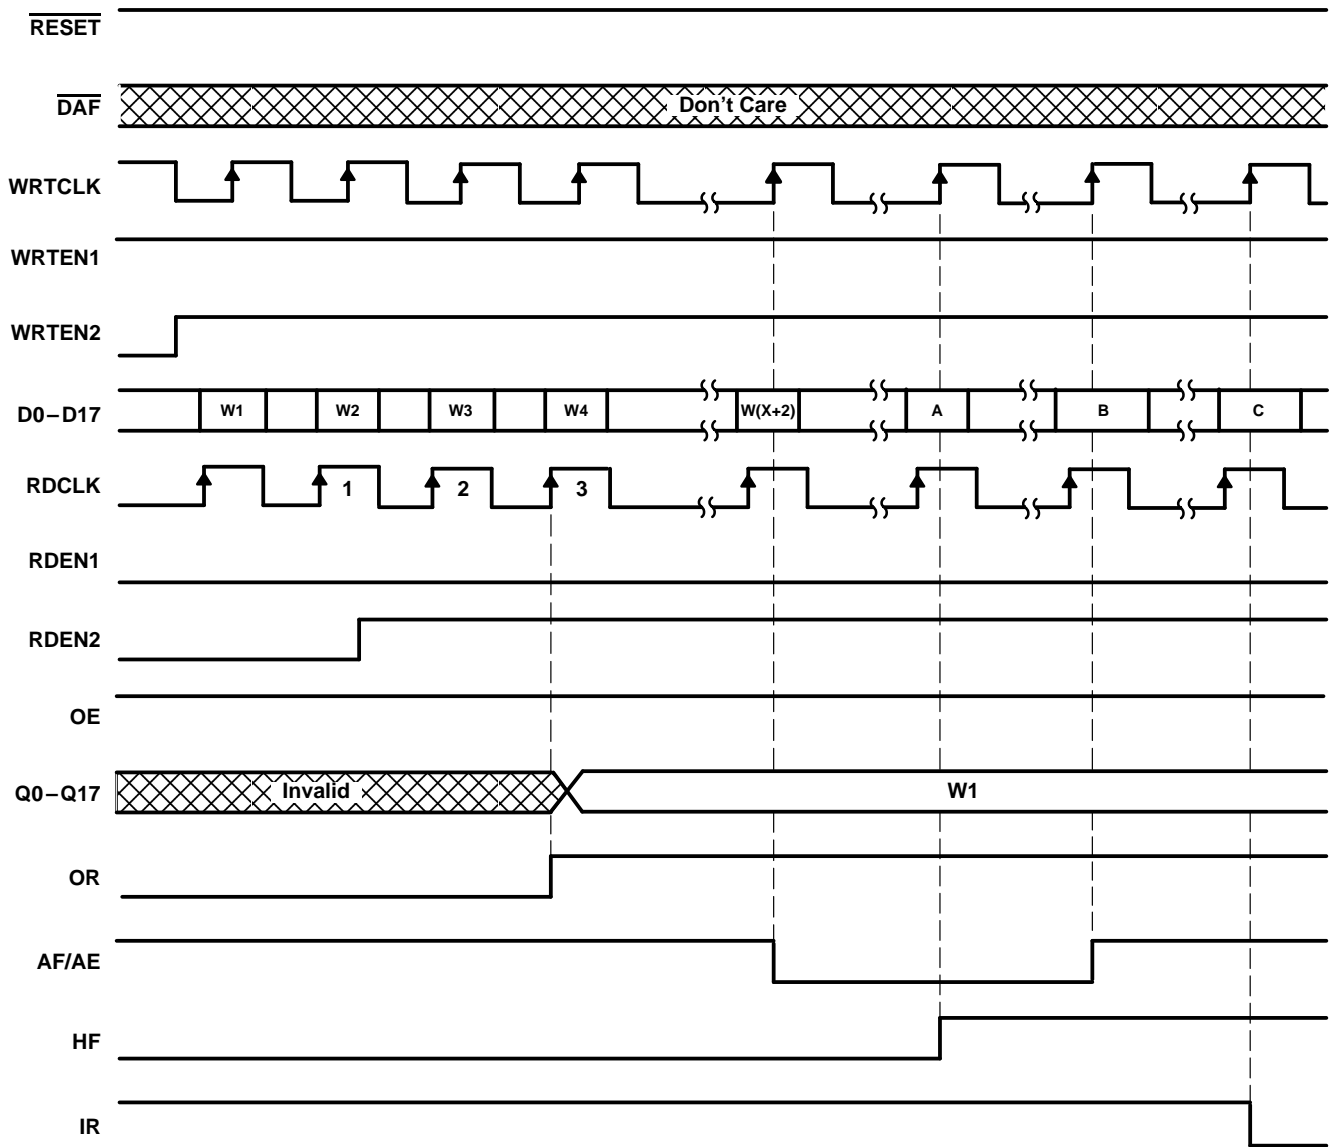 RESET
DAF
Don't Care
WRTCLK
WRTEN1
WRTEN2
D0–D17 W1 W2 W3 W4 W(X+2) A B C
RDCLK 1 2 3
RDEN1
RDEN2
OE
Q0–Q17 Invalid W1
OR
AF/AE
HF
IR